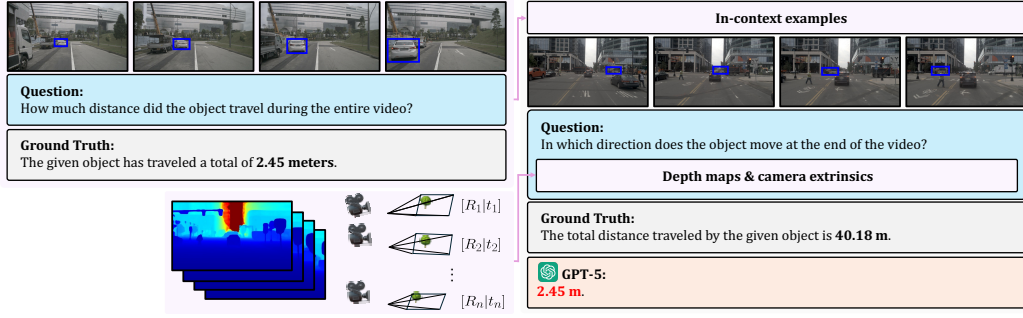 Question:
How much distance did the object travel during the entire video?
Ground Truth:
The given object has traveled a total of 2.45 meters.
[R₁|t₁]
[R₂|t₂]
⋮
[Rₙ|tₙ]
In-context examples
Question:
In which direction does the object move at the end of the video?
Depth maps & camera extrinsics
Ground Truth:
The total distance traveled by the given object is 40.18 m.
GPT-5:
2.45 m.